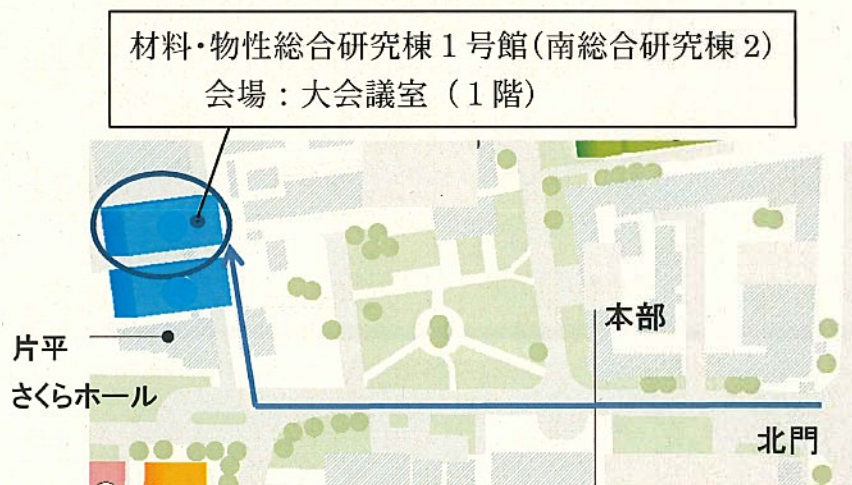 材料・物性総合研究棟１号館(南総合研究棟２)
会場：大会議室（１階）
本部
片平
さくらホール
北門